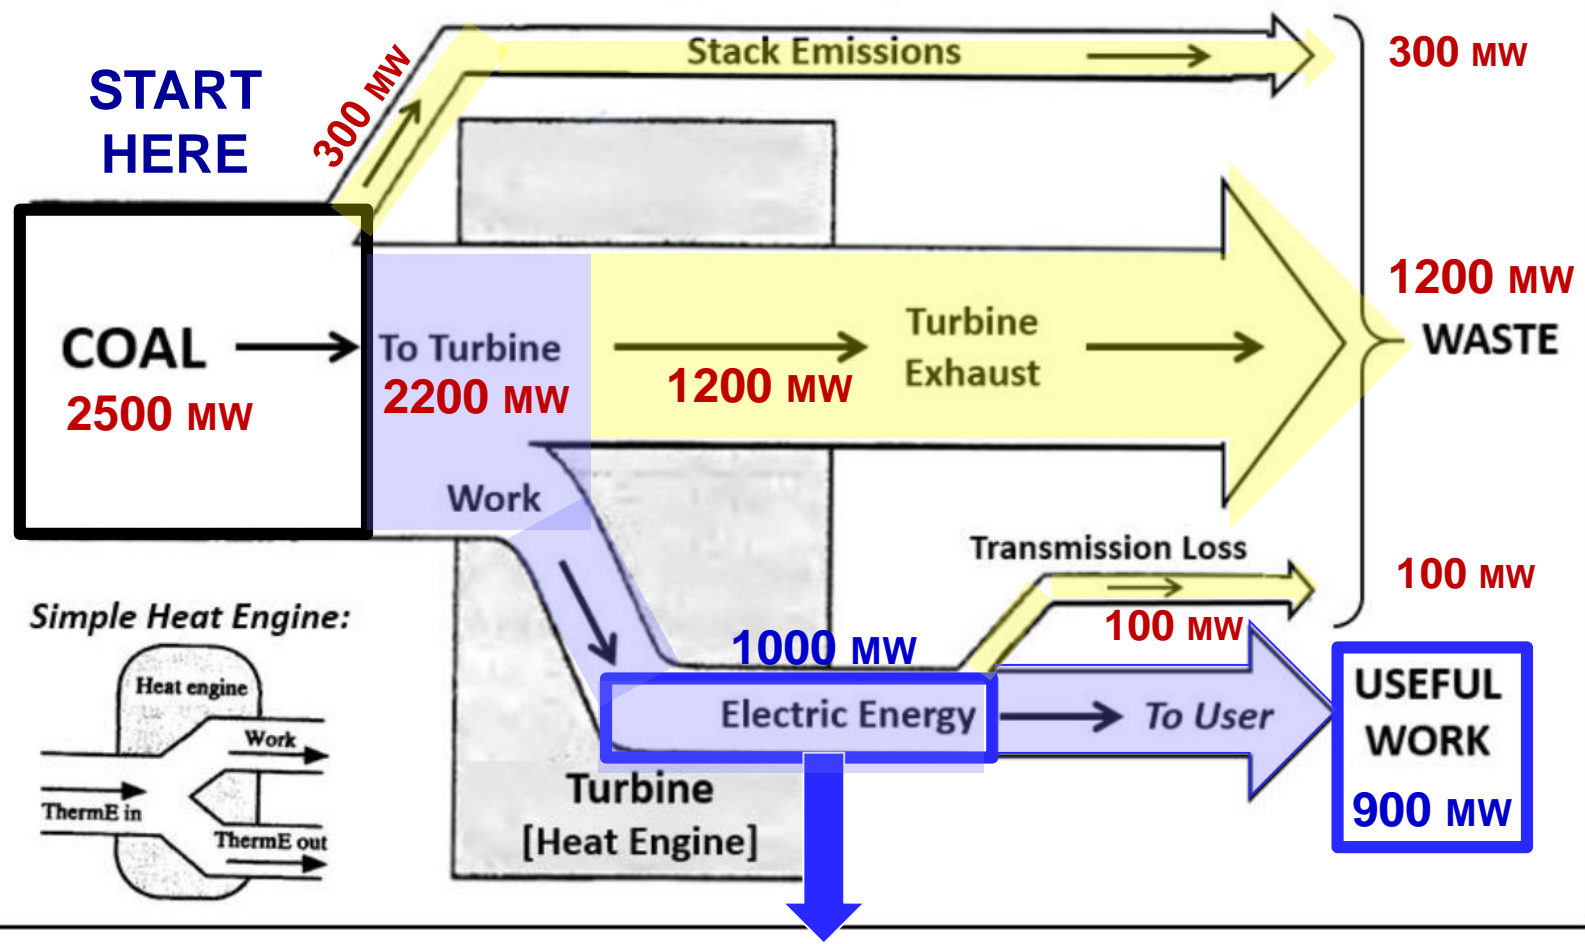 Stack Emissions
300 MW
300 MW
START
HERE
1200 MW
WASTE
COAL
2500 MW
To Turbine
2200 MW
1200 MW
Turbine
Exhaust
Work
Transmission Loss
100 MW
100 MW
1000 MW
Electric Energy
To User
USEFUL
WORK
900 MW
Turbine
[Heat Engine]
Simple Heat Engine:
Heat engine
Work
ThermE in
ThermE out